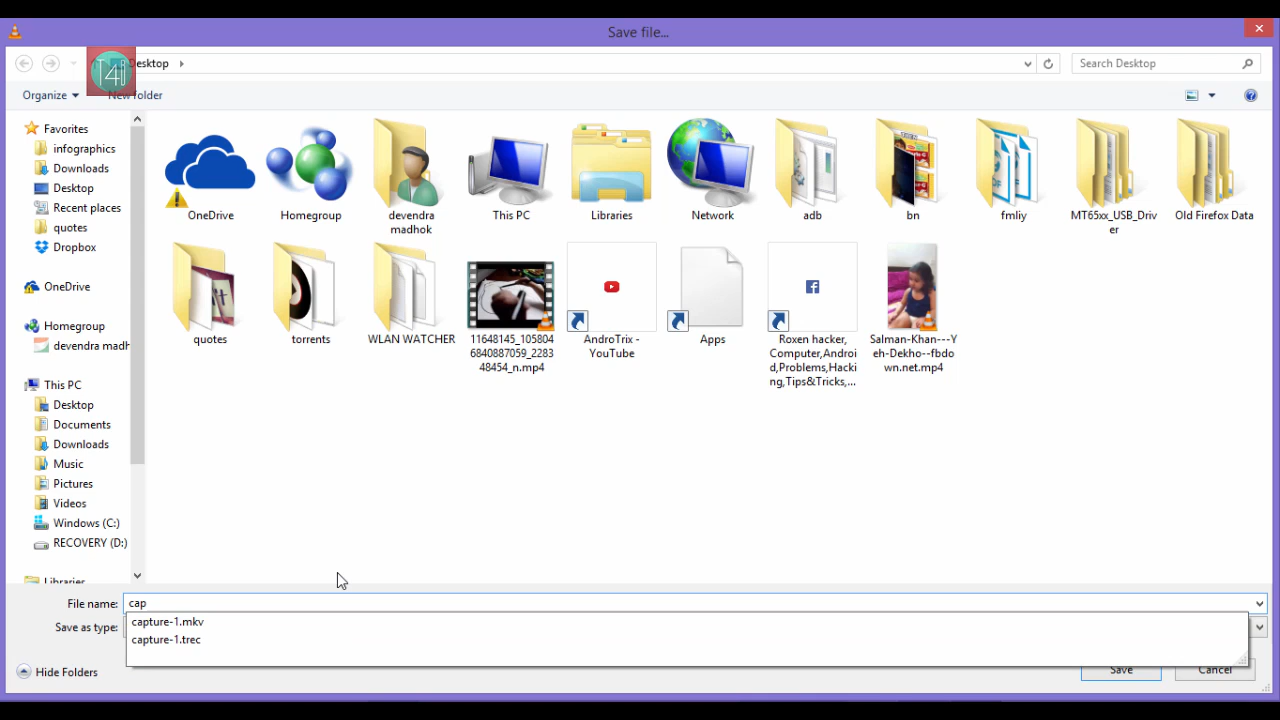 Save file...
T4i
Desktop
Search Desktop
Organize
New folder
Favorites
infographics
Downloads
Desktop
Recent places
quotes
Dropbox
OneDrive
Homegroup
devendra madh
This PC
Desktop
Documents
Downloads
Music
Pictures
Videos
Windows (C:)
RECOVERY (D:)
Libraries
OneDrive
Homegroup
devendra
madhok
This PC
Libraries
Network
adb
bn
fmliy
MT65xx_USB_Driv
er
Old Firefox Data
quotes
torrents
WLAN WATCHER
11648145_105804
6840887059_2283
48454_n.mp4
AndroTrix -
YouTube
Apps
Roxen hacker,
Computer,Androi
d,Problems,Hacki
ng,Tips&Tricks,...
Salman-Khan---Y
eh-Dekho--fbdo
wn.net.mp4
File name: cap
capture-1.mkv
capture-1.trec
Save as type:
Hide Folders
Save
Cancel